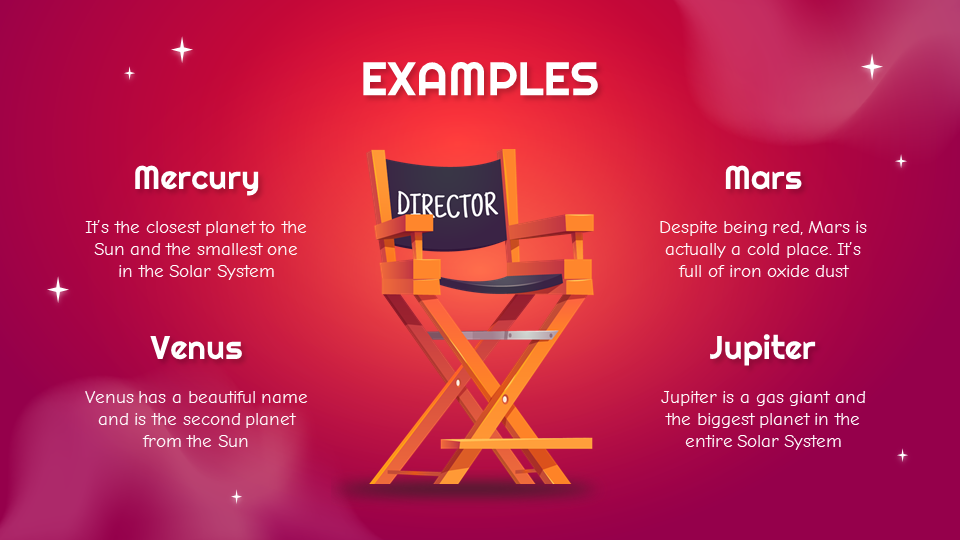 EXAMPLES
Mercury
It's the closest planet to the
Sun and the smallest one
in the Solar System
Venus
Venus has a beautiful name
and is the second planet
from the Sun
DIRECTOR
Mars
Despite being red, Mars is
actually a cold place. It's
full of iron oxide dust
Jupiter
Jupiter is a gas giant and
the biggest planet in the
entire Solar System